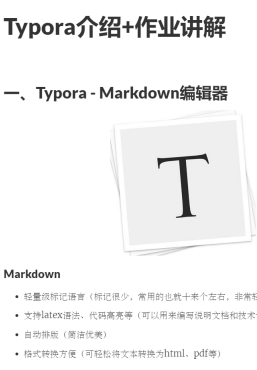 Typora介绍+作业讲解
一、Typora - Markdown编辑器
T
Markdown
轻量级标记语言（标记很少，常用的也就十来个左右，非常轻
支持latex语法、代码高亮等（可以用来编写说明文档和技术
自动排版（简洁优美）
格式转换方便（可轻松将文本转换为html、pdf等）